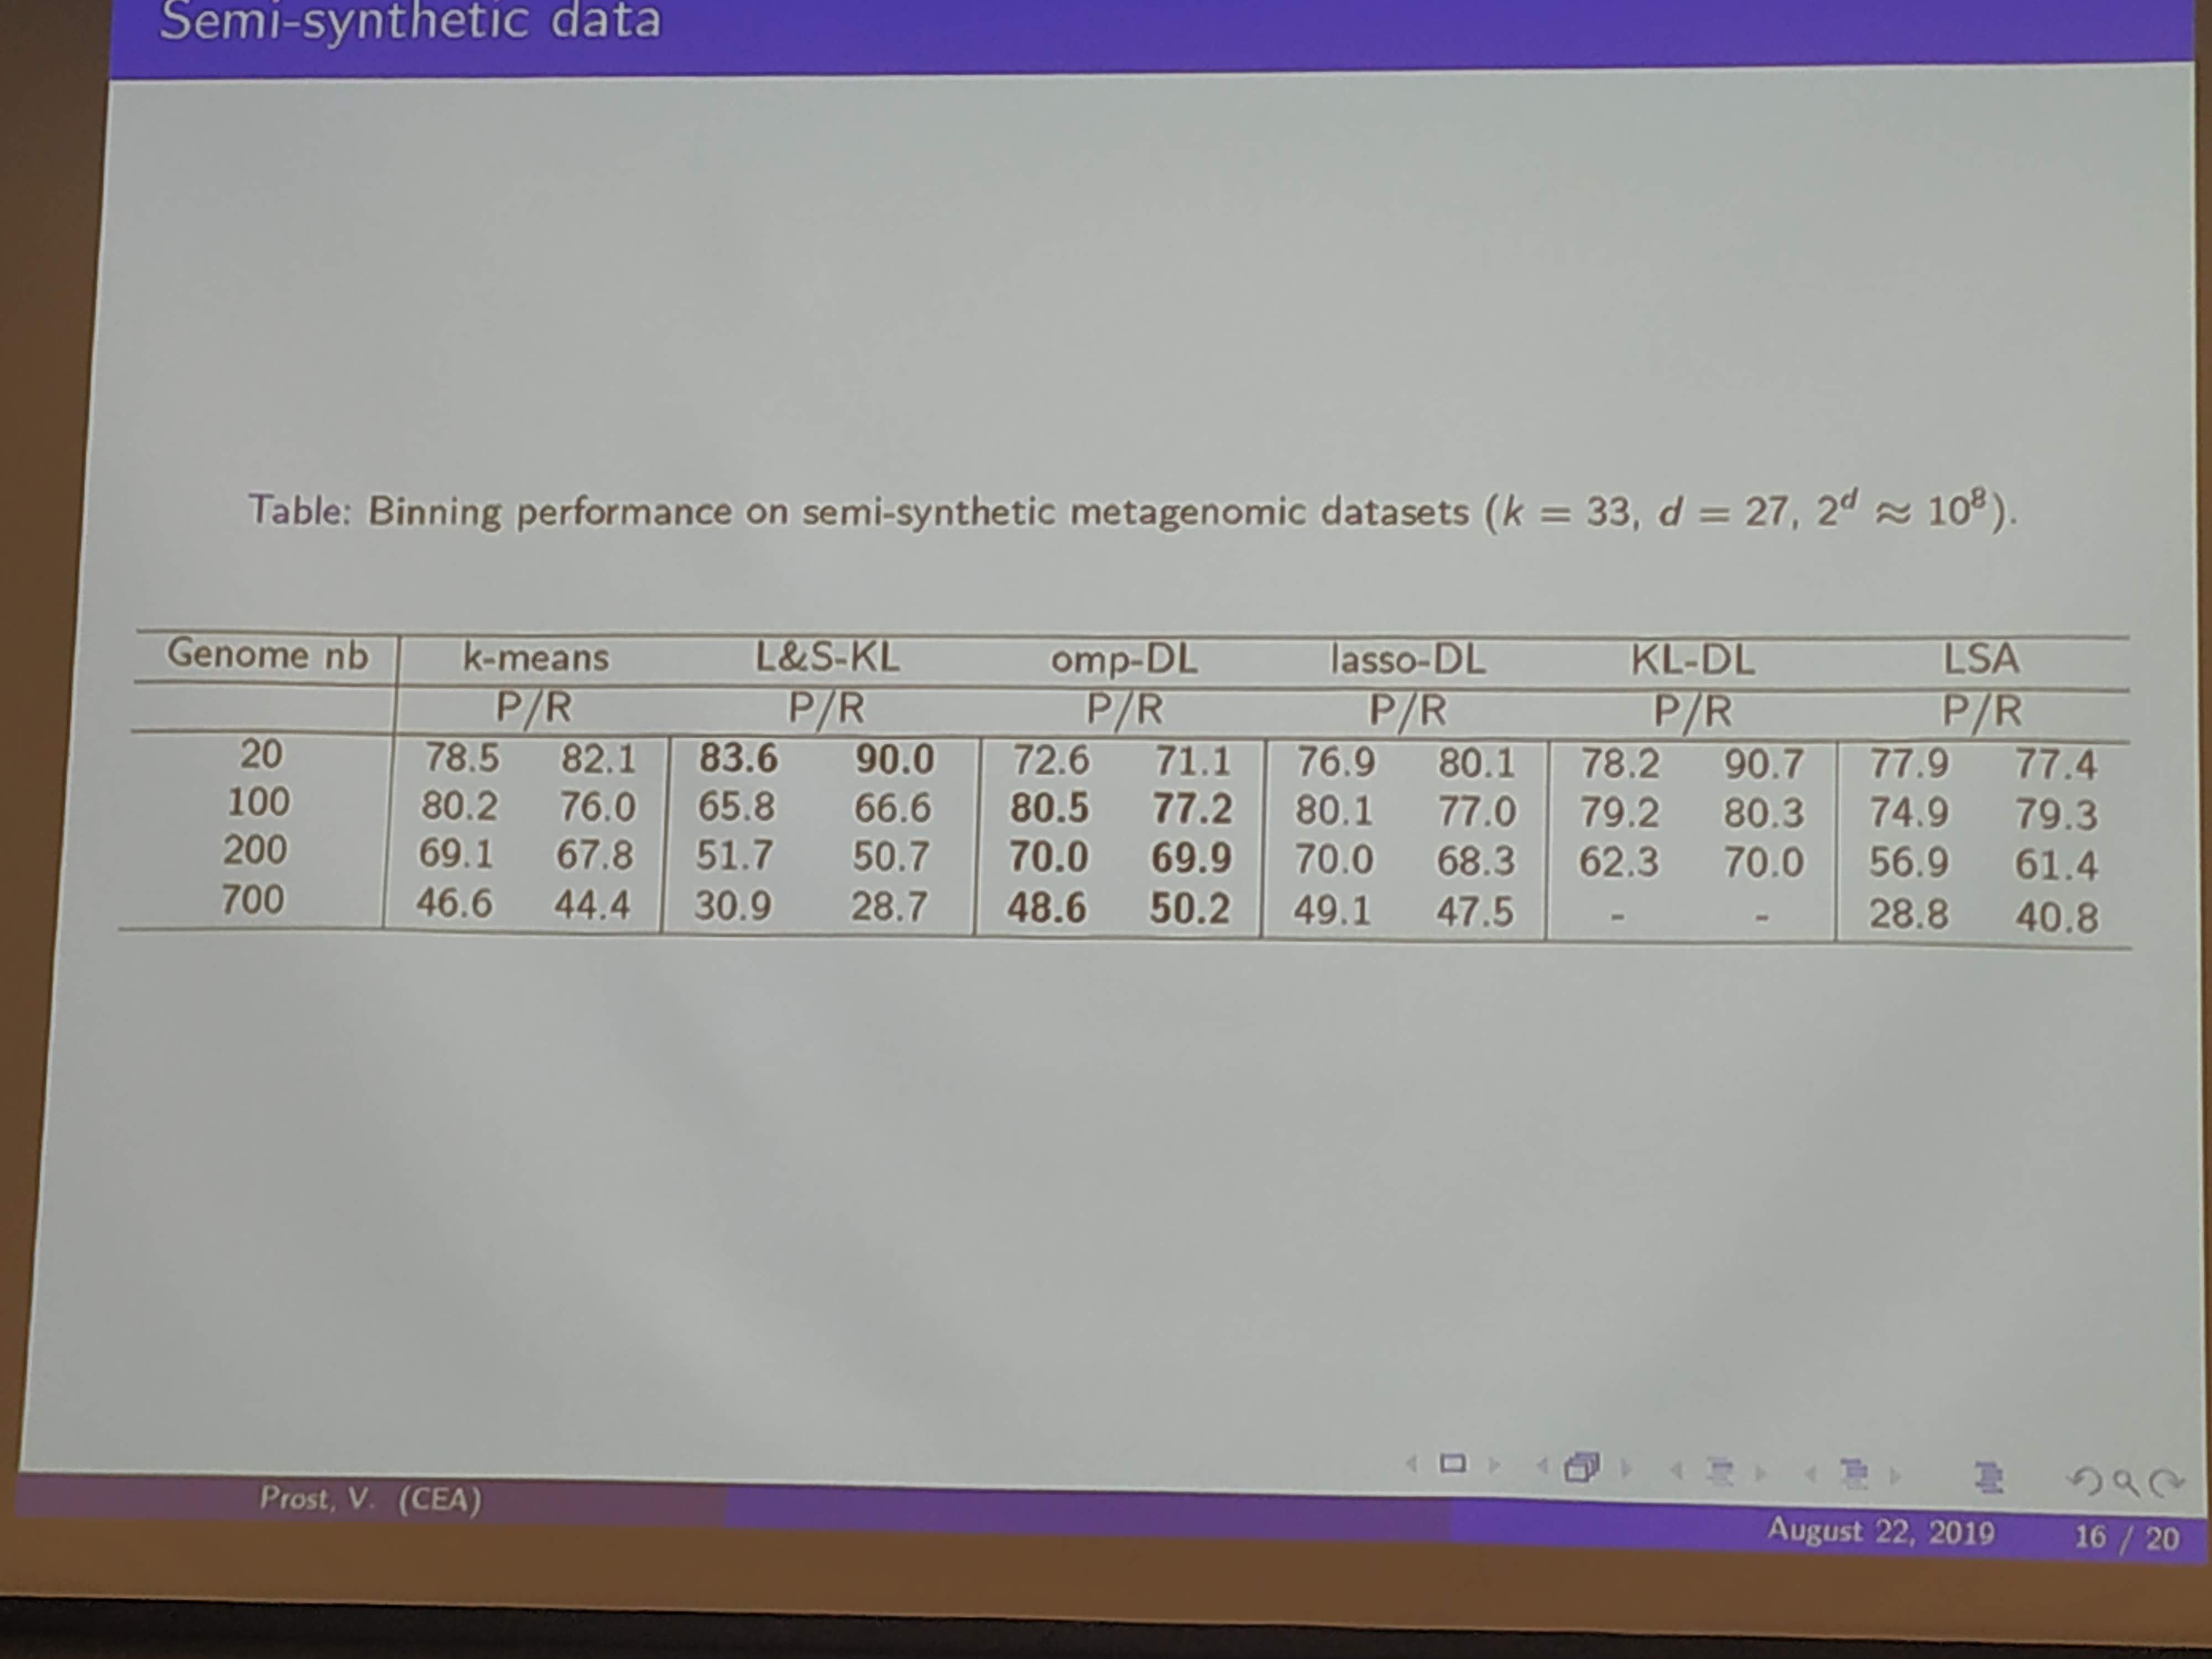 Semi-synthetic data
Table: Binning performance on semi-synthetic metagenomic datasets (k = 33, d = 27, 2^d ≈ 10^8).
Genome nb k-means L&S-KL omp-DL lasso-DL KL-DL LSA
P/R P/R P/R P/R P/R P/R
20 78.5 82.1 83.6 90.0 72.6 71.1 76.9 80.1 78.2 90.7 77.9 77.4
100 80.2 76.0 65.8 66.6 80.5 77.2 80.1 77.0 79.2 80.3 74.9 79.3
200 69.1 67.8 51.7 50.7 70.0 69.9 70.0 68.3 62.3 70.0 56.9 61.4
700 46.6 44.4 30.9 28.7 48.6 50.2 49.1 47.5 - - 28.8 40.8
Prost, V. (CEA)
August 22, 2019 16 / 20